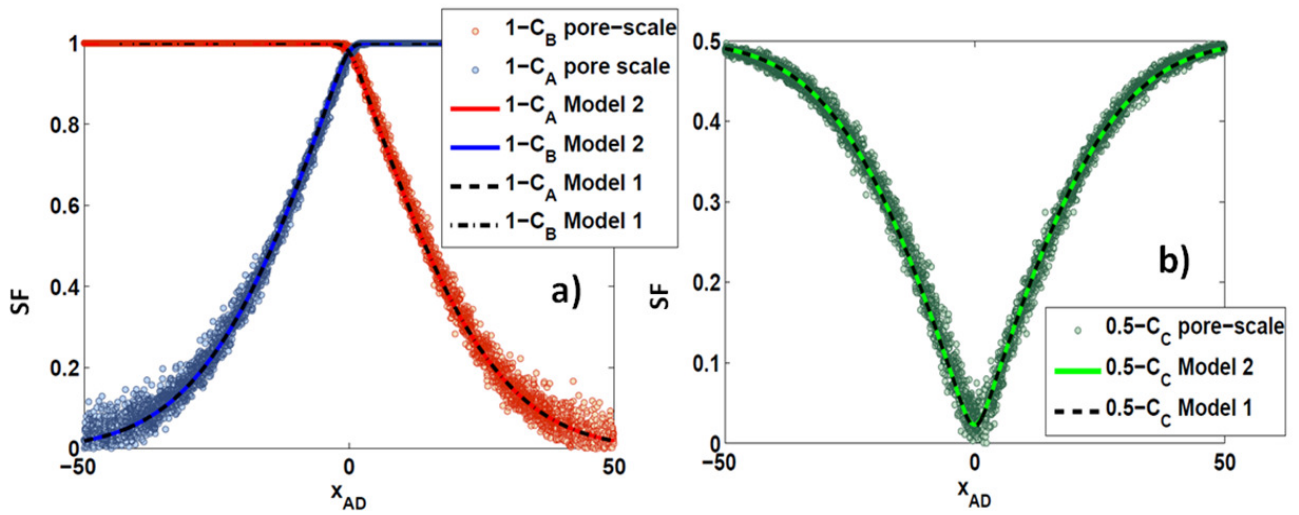 1−C_B pore−scale
1−C_A pore scale
1−C_A Model 2
1−C_B Model 2
1−C_A Model 1
1−C_B Model 1
SF
1
0.8
0.6
0.4
0.2
0
−50
0
50
x_AD
a)
SF
0.5
0.4
0.3
0.2
0.1
0
−50
0
50
x_AD
b)
0.5−C_C pore−scale
0.5−C_C Model 2
0.5−C_C Model 1